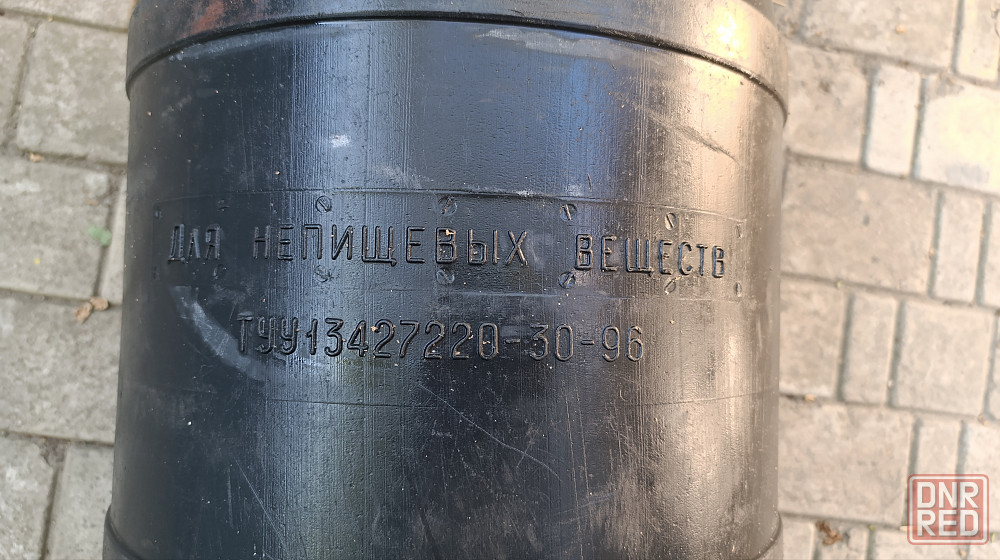 Для НЕПИЩЕВЫХ ВЕЩЕСТВ
ТУУ13427220-30-96
DNR
RED